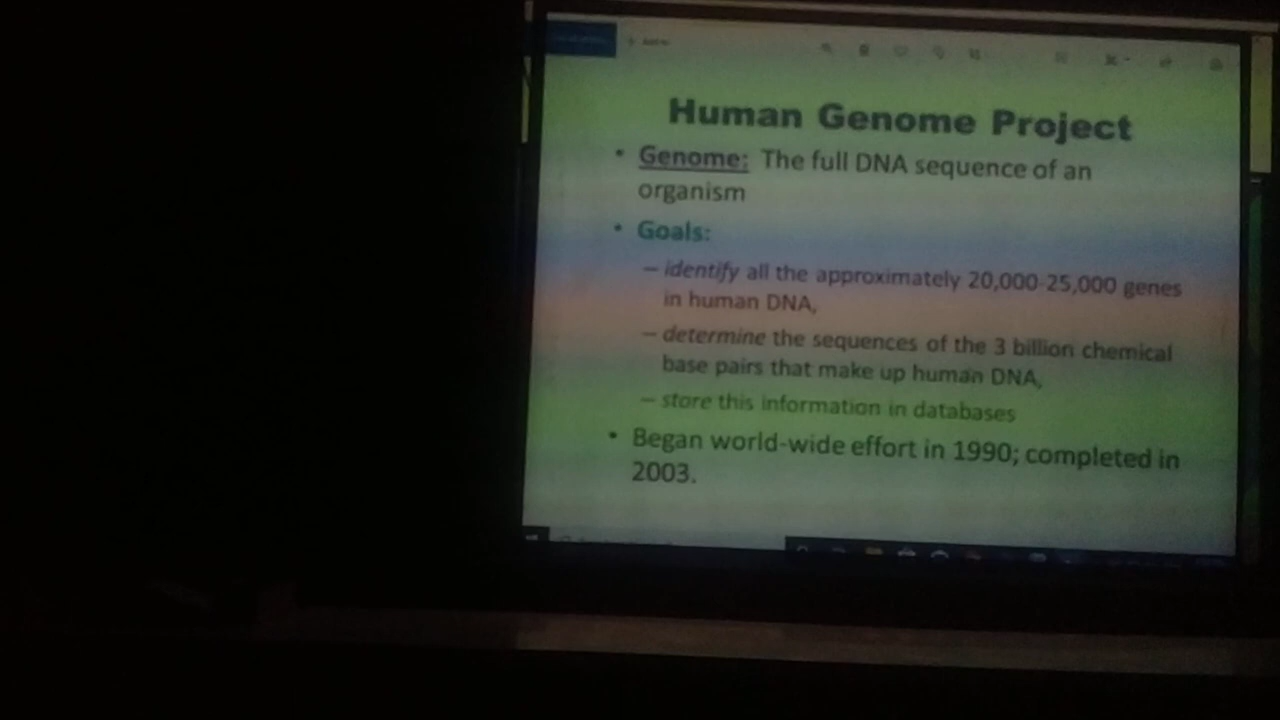 Human Genome Project
• Genome: The full DNA sequence of an
organism
• Goals:
– identify all the approximately 20,000-25,000 genes
in human DNA,
– determine the sequences of the 3 billion chemical
base pairs that make up human DNA,
– store this information in databases
• Began world-wide effort in 1990; completed in
2003.